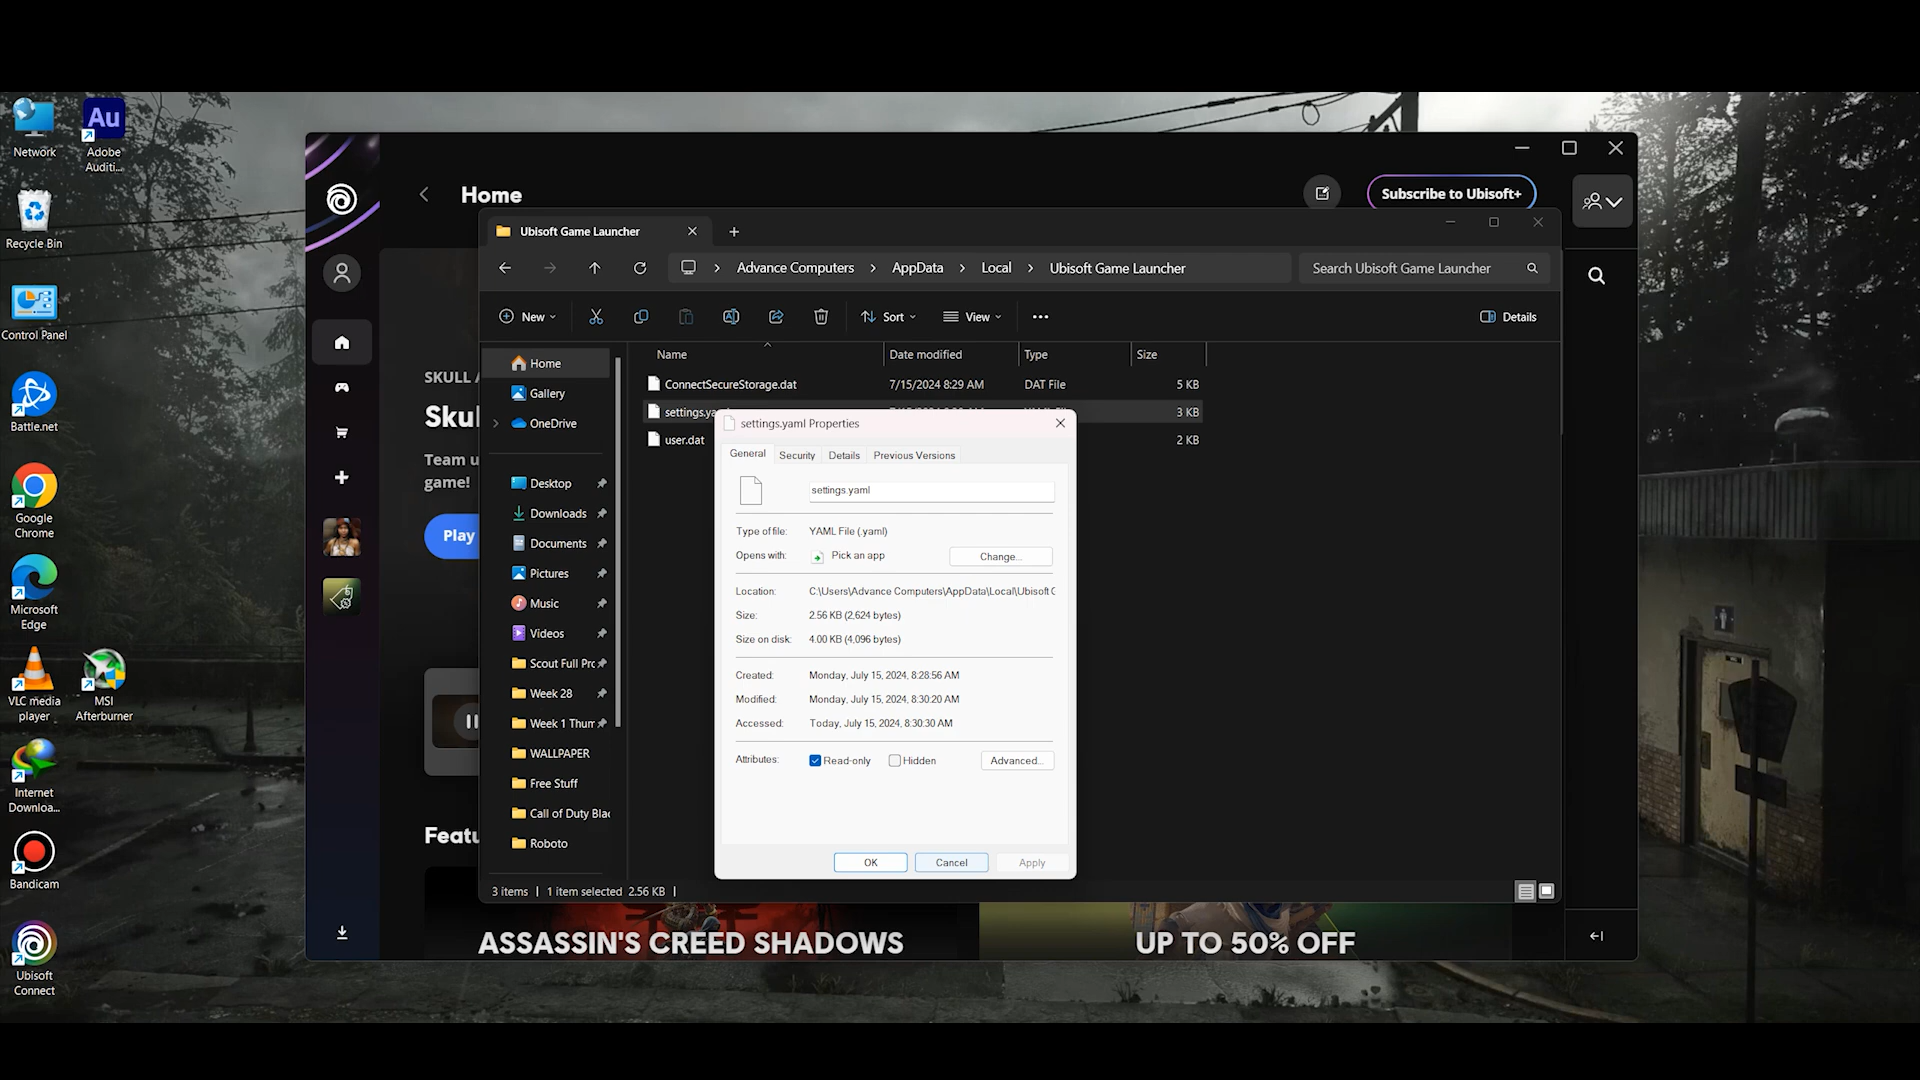 Network
Adobe
Auditi...
Recycle Bin
Control Panel
Battle.net
Google
Chrome
Microsoft
Edge
VLC media
player
MSI
Afterburner
Internet
Downloa...
Bandicam
Ubisoft
Connect
Home
Subscribe to Ubisoft+
SKULL
Skul
Team u
game!
Play
Featu
ASSASSIN'S CREED SHADOWS
UP TO 50% OFF
Ubisoft Game Launcher
Advance Computers > AppData > Local > Ubisoft Game Launcher
Search Ubisoft Game Launcher
New
Sort
View
Details
Home
Gallery
OneDrive
Desktop
Downloads
Documents
Pictures
Music
Videos
Scout Full Prc
Week 28
Week 1 Thum
WALLPAPER
Free Stuff
Call of Duty Blac
Roboto
Name Date modified Type Size
ConnectSecureStorage.dat 7/15/2024 8:29 AM DAT File 5 KB
settings.ya 3 KB
user.dat 2 KB
settings.yaml Properties
General Security Details Previous Versions
settings.yaml
Type of file: YAML File (.yaml)
Opens with: Pick an app Change...
Location: C:\Users\Advance Computers\AppData\Local\Ubisoft G
Size: 2.56 KB (2,624 bytes)
Size on disk: 4.00 KB (4,096 bytes)
Created: Monday, July 15, 2024, 8:28:56 AM
Modified: Monday, July 15, 2024, 8:30:20 AM
Accessed: Today, July 15, 2024, 8:30:30 AM
Attributes: Read-only Hidden Advanced...
OK Cancel Apply
3 items | 1 item selected 2.56 KB |
Au